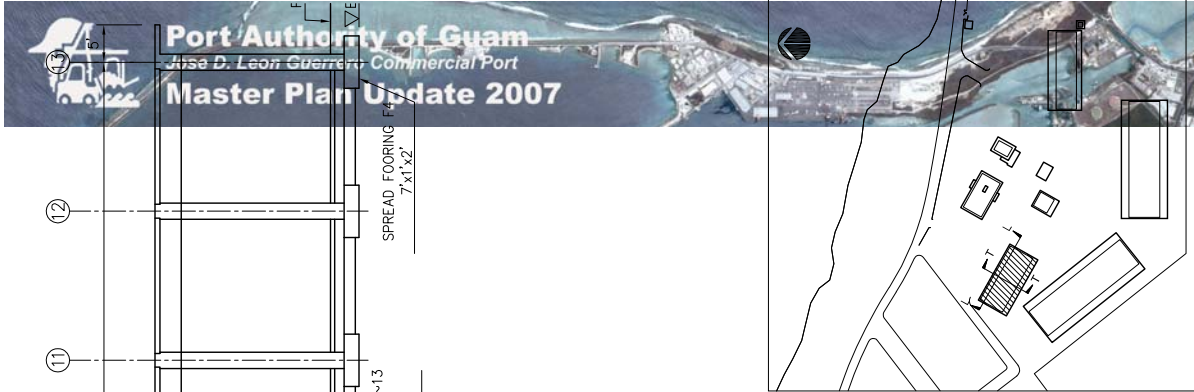 Port Authority of Guam
Jose D. Leon Guerrero Commercial Port
Master Plan Update 2007
5'
13
12
11
SPREAD FOORING F4
7'x1'x2'
~13
F
E
L
T
T
L